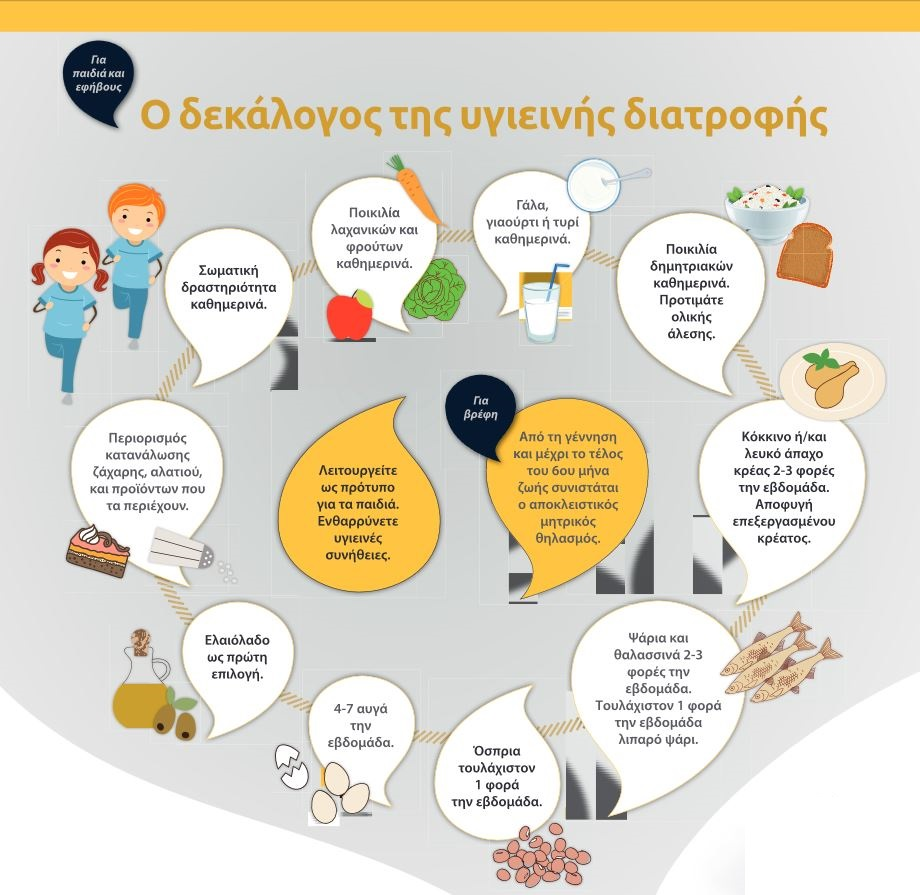 Για
παιδιά και
εφήβους
Ο δεκάλογος της υγιεινής διατροφής
Σωματική
δραστηριότητα
καθημερινά.
Ποικιλία
λαχανικών και
φρούτων
καθημερινά.
Γάλα,
γιαούρτι ή τυρί
καθημερινά.
Ποικιλία
δημητριακών
καθημερινά.
Προτιμάτε
ολικής
άλεσης.
Κόκκινο ή/και
λευκό άπαχο
κρέας 2-3 φορές
την εβδομάδα.
Αποφυγή
επεξεργασμένου
κρέατος.
Ψάρια και
θαλασσινά 2-3
φορές την
εβδομάδα.
Τουλάχιστον 1 φορά
την εβδομάδα
λιπαρό ψάρι.
Όσπρια
τουλάχιστον
1 φορά
την εβδομάδα.
4-7 αυγά
την
εβδομάδα.
Ελαιόλαδο
ως πρώτη
επιλογή.
Περιορισμός
κατανάλωσης
ζάχαρης, αλατιού,
και προϊόντων που
τα περιέχουν.
Λειτουργείτε
ως πρότυπο
για τα παιδιά.
Ενθαρρύνετε
υγιεινές
συνήθειες.
Για
βρέφη
Από τη γέννηση
και μέχρι το τέλος
του 6ου μήνα
ζωής συνιστάται
ο αποκλειστικός
μητρικός
θηλασμός.